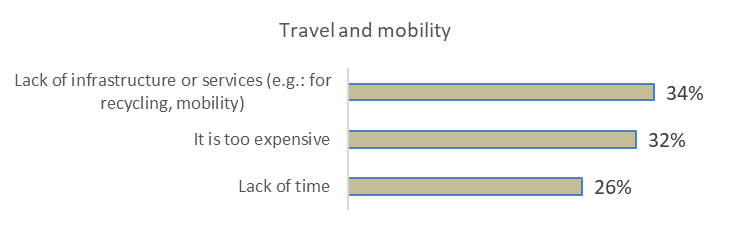 Travel and mobility
Lack of infrastructure or services (e.g.: for
recycling, mobility)
34%
It is too expensive
32%
Lack of time
26%